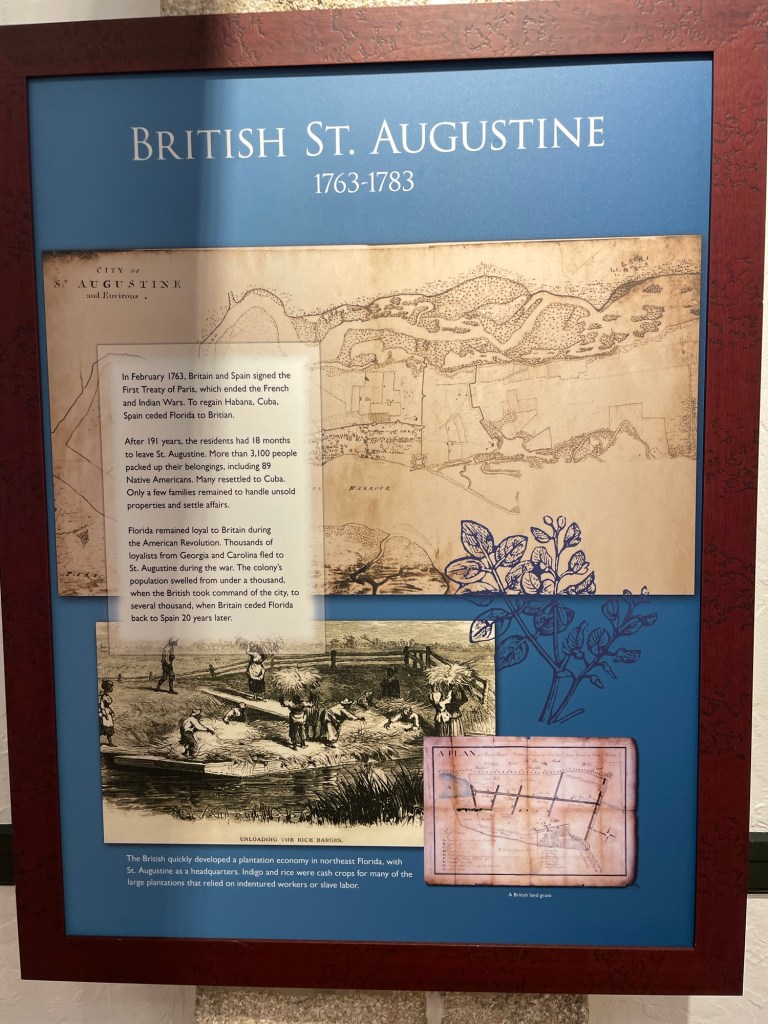 BRITISH ST. AUGUSTINE
1763-1783
CITY OF
ST AUGUSTINE
and Environs .
In February 1763, Britain and Spain signed the
First Treaty of Paris, which ended the French
and Indian Wars. To regain Habana, Cuba,
Spain ceded Florida to Britian.
After 191 years, the residents had 18 months
to leave St. Augustine. More than 3,100 people
packed up their belongings, including 89
Native Americans. Many resettled to Cuba.
Only a few families remained to handle unsold
properties and settle affairs.
Florida remained loyal to Britain during
the American Revolution. Thousands of
loyalists from Georgia and Carolina fled to
St. Augustine during the war. The colony's
population swelled from under a thousand,
when the British took command of the city, to
several thousand, when Britain ceded Florida
back to Spain 20 years later.
HARBOUR
UNLOADING THE RICE BARGES.
A PLAN
The British quickly developed a plantation economy in northeast Florida, with
St. Augustine as a headquarters. Indigo and rice were cash crops for many of the
large plantations that relied on indentured workers or slave labor.
A British land grant